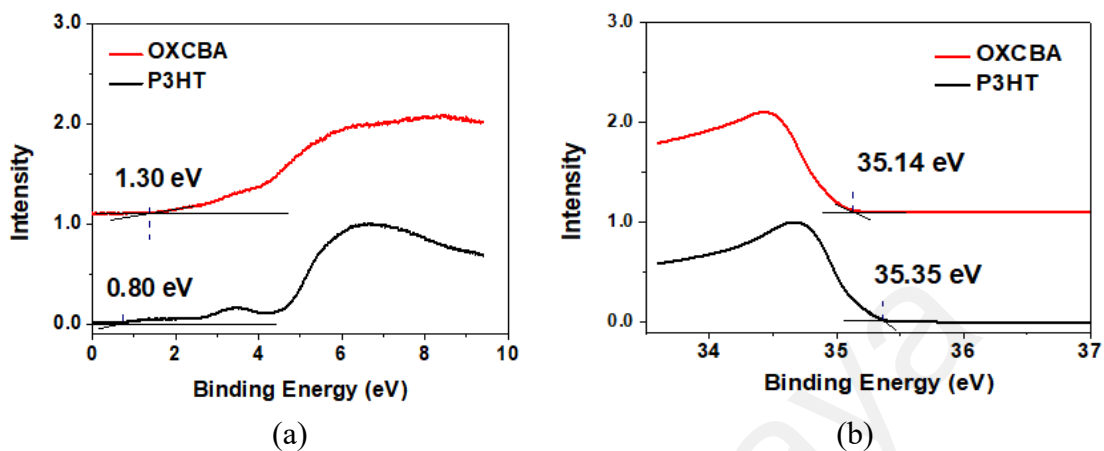 3.0
OXCBA
P3HT
2.0
Intensity
1.30 eV
1.0
0.80 eV
0.0
0 2 4 6 8 10
Binding Energy (eV)
(a)
3.0
OXCBA
P3HT
2.0
Intensity
35.14 eV
1.0
35.35 eV
0.0
34 35 36 37
Binding Energy (eV)
(b)